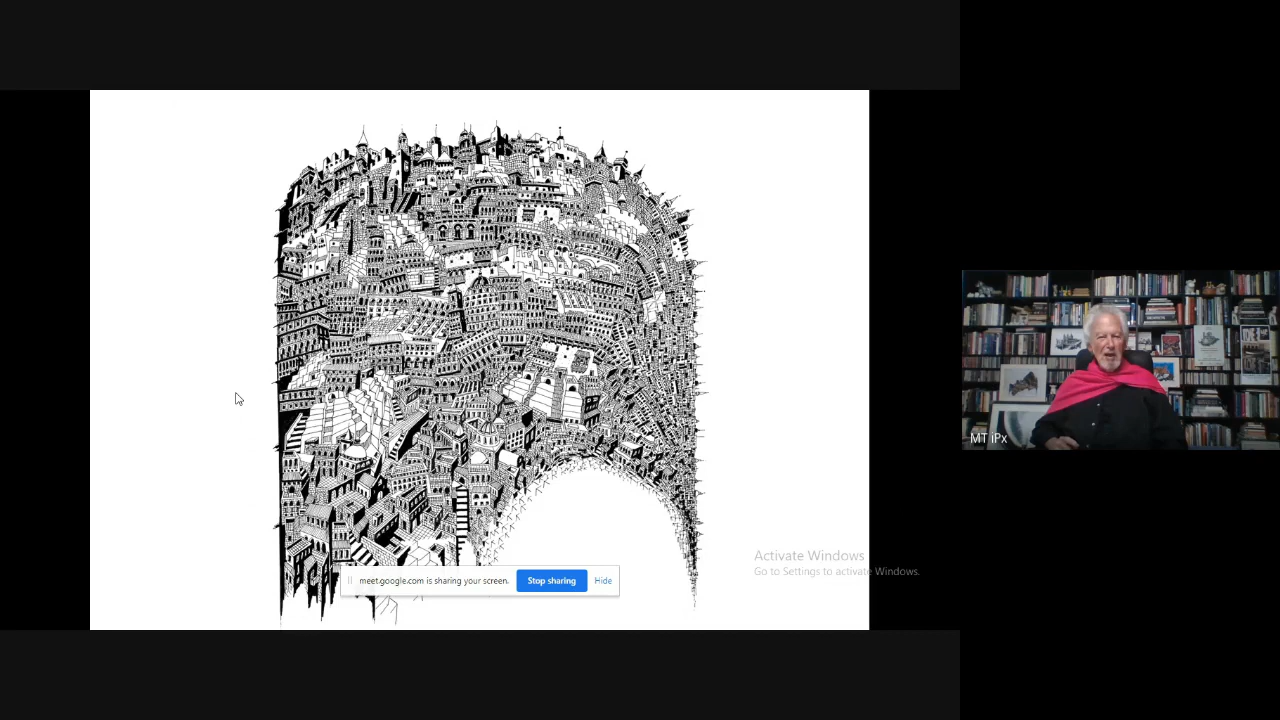 Activate Windows
Go to Settings to activate Windows.
meet.google.com is sharing your screen.
Stop sharing
Hide
MT iPx